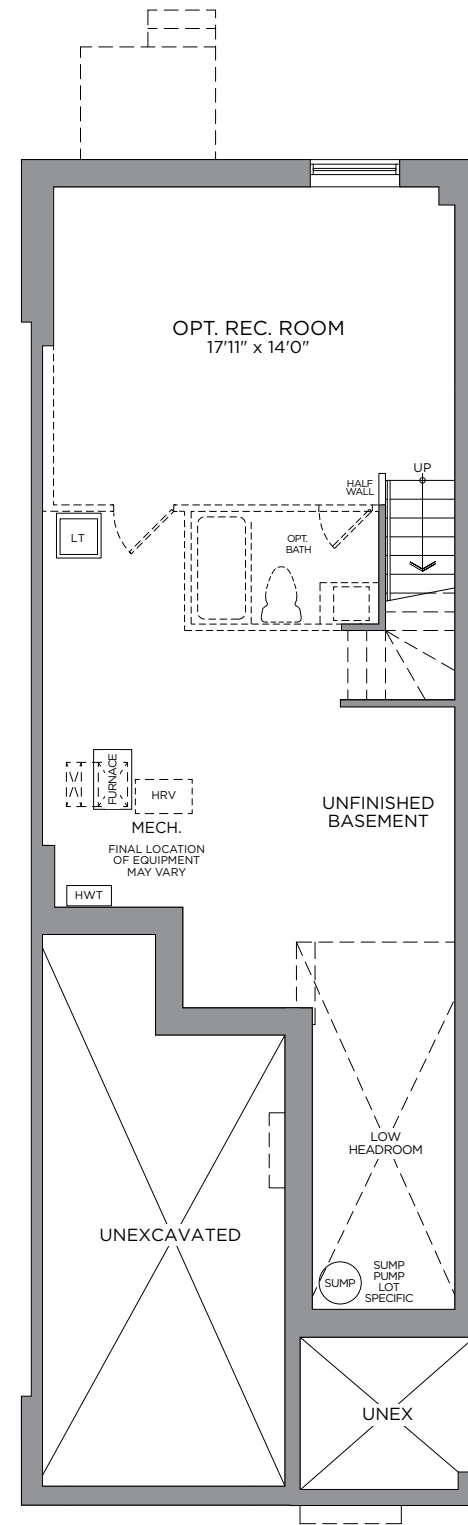 OPT. REC. ROOM
17'11" x 14'0"
UP
HALF
WALL
LT
OPT.
BATH
FURNACE
HRV
MECH.
FINAL LOCATION
OF EQUIPMENT
MAY VARY
HWT
UNFINISHED
BASEMENT
LOW
HEADROOM
UNEXCAVATED
SUMP
SUMP
PUMP
LOT
SPECIFIC
UNEX